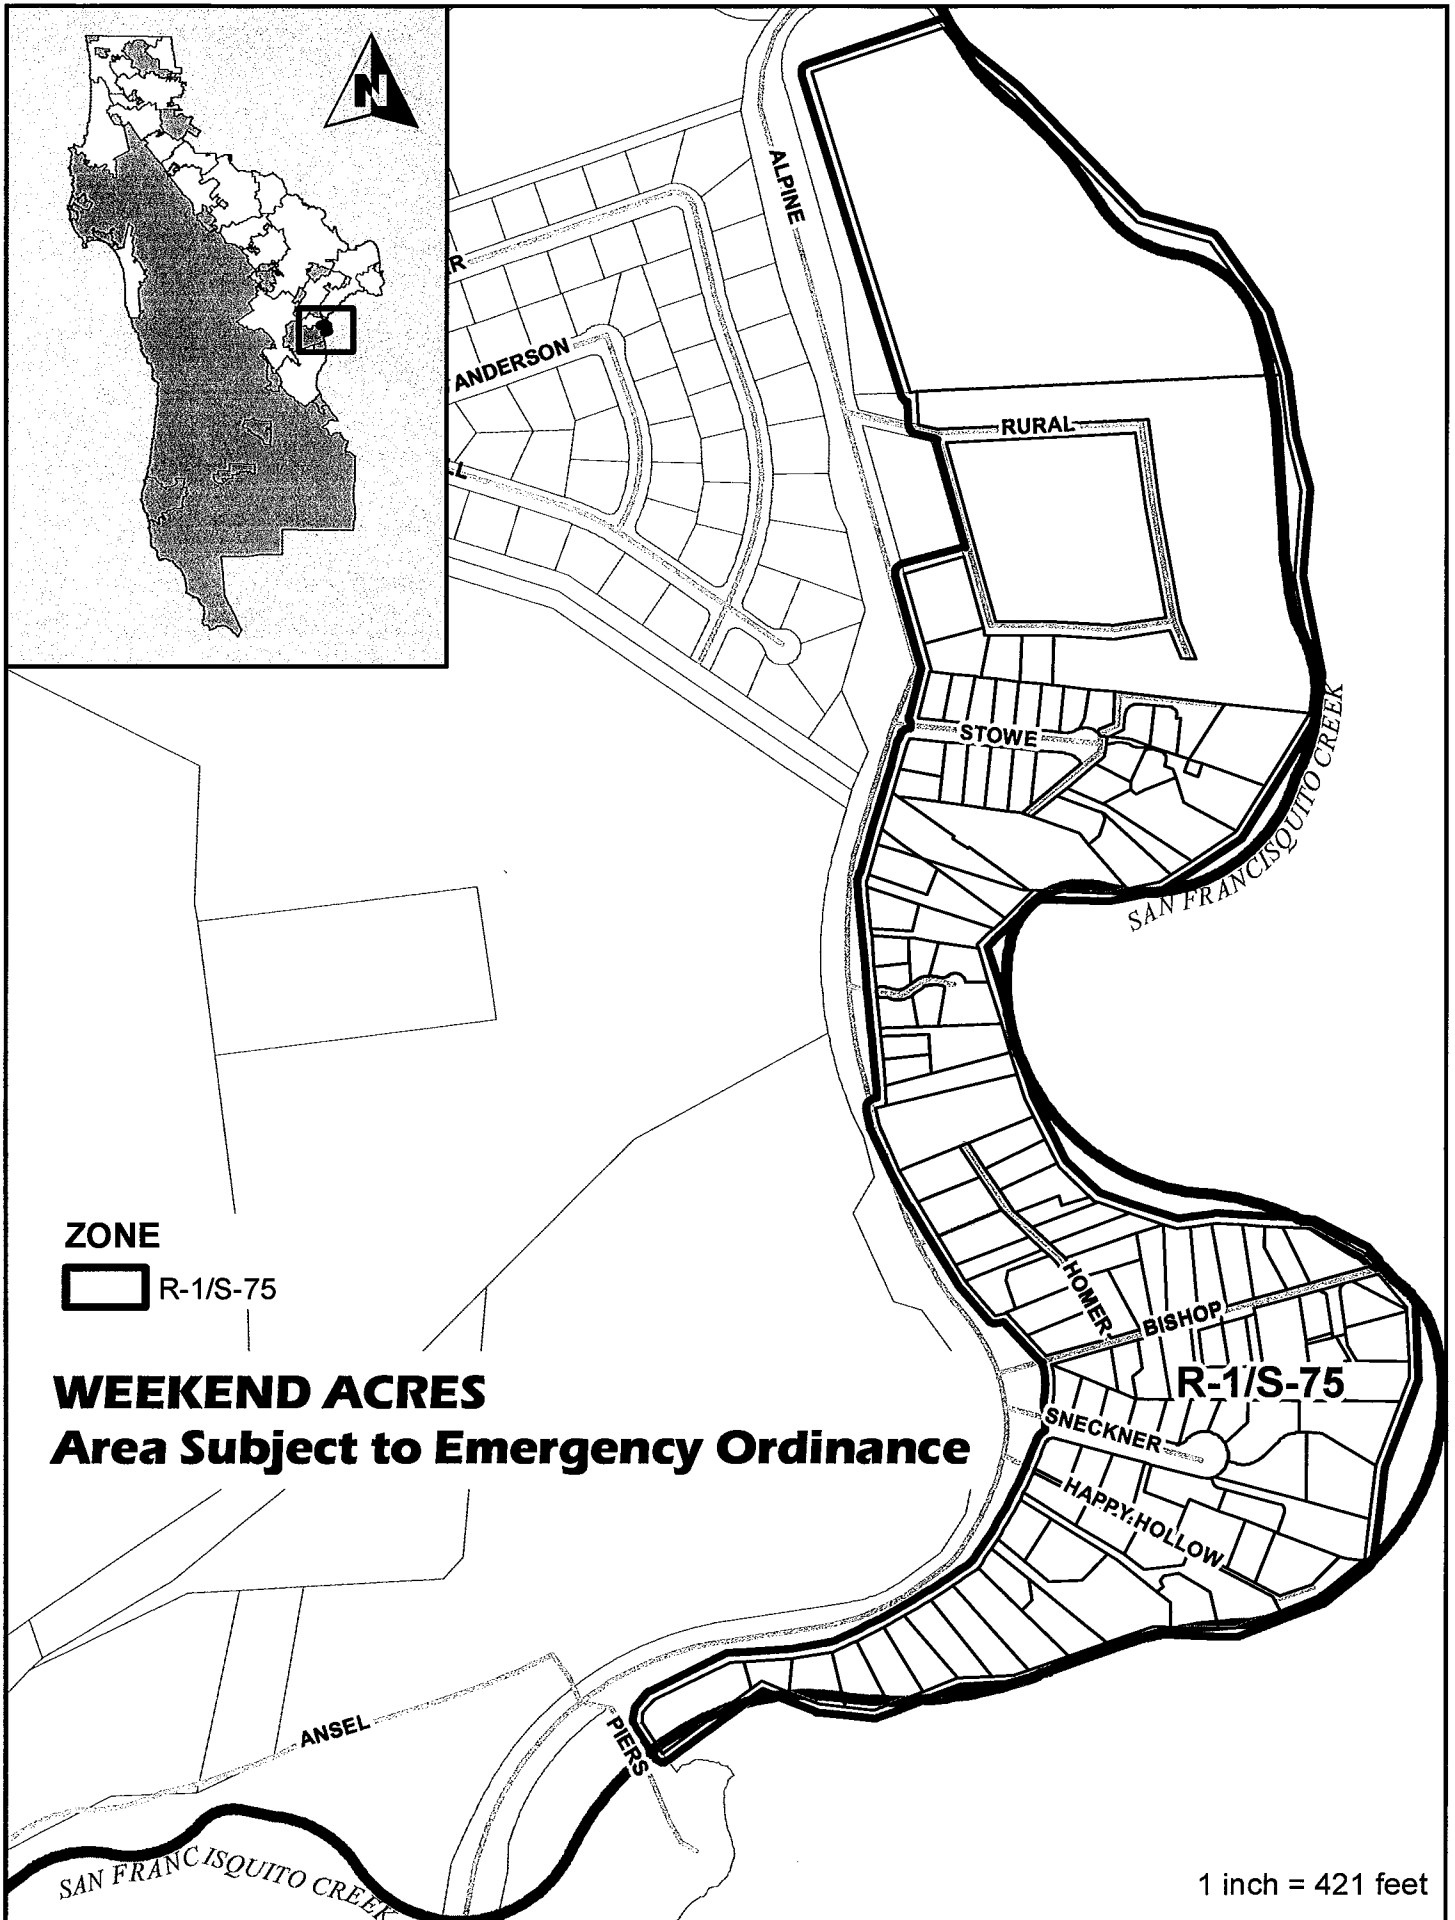 N
ALPINE
R
ANDERSON
LL
RURAL
STOWE
SAN FRANCISQUITO CREEK
ZONE
R-1/S-75
HOMER
BISHOP
R-1/S-75
WEEKEND ACRES
Area Subject to Emergency Ordinance
SNECKNER
HAPPY HOLLOW
ANSEL
PIERS
SAN FRANCISQUITO CREEK
1 inch = 421 feet